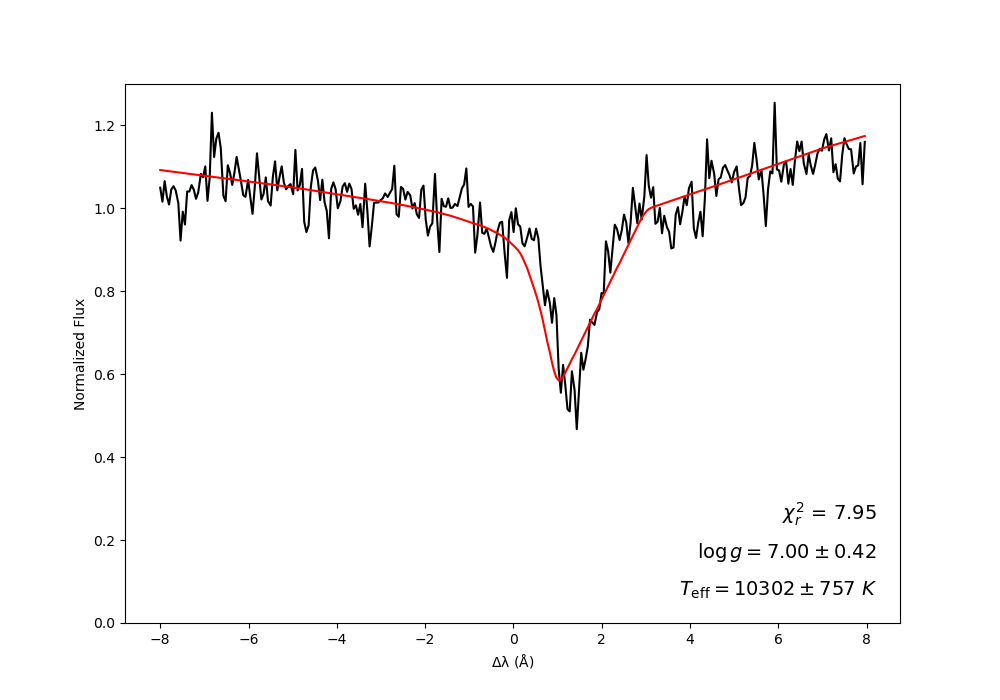 1.2
1.0
0.8
0.6
0.4
0.2
0.0
Normalized Flux
χ²ᵣ = 7.95
log g = 7.00 ± 0.42
T_eff = 10302 ± 757 K
−8 −6 −4 −2 0 2 4 6 8
Δλ (Å)